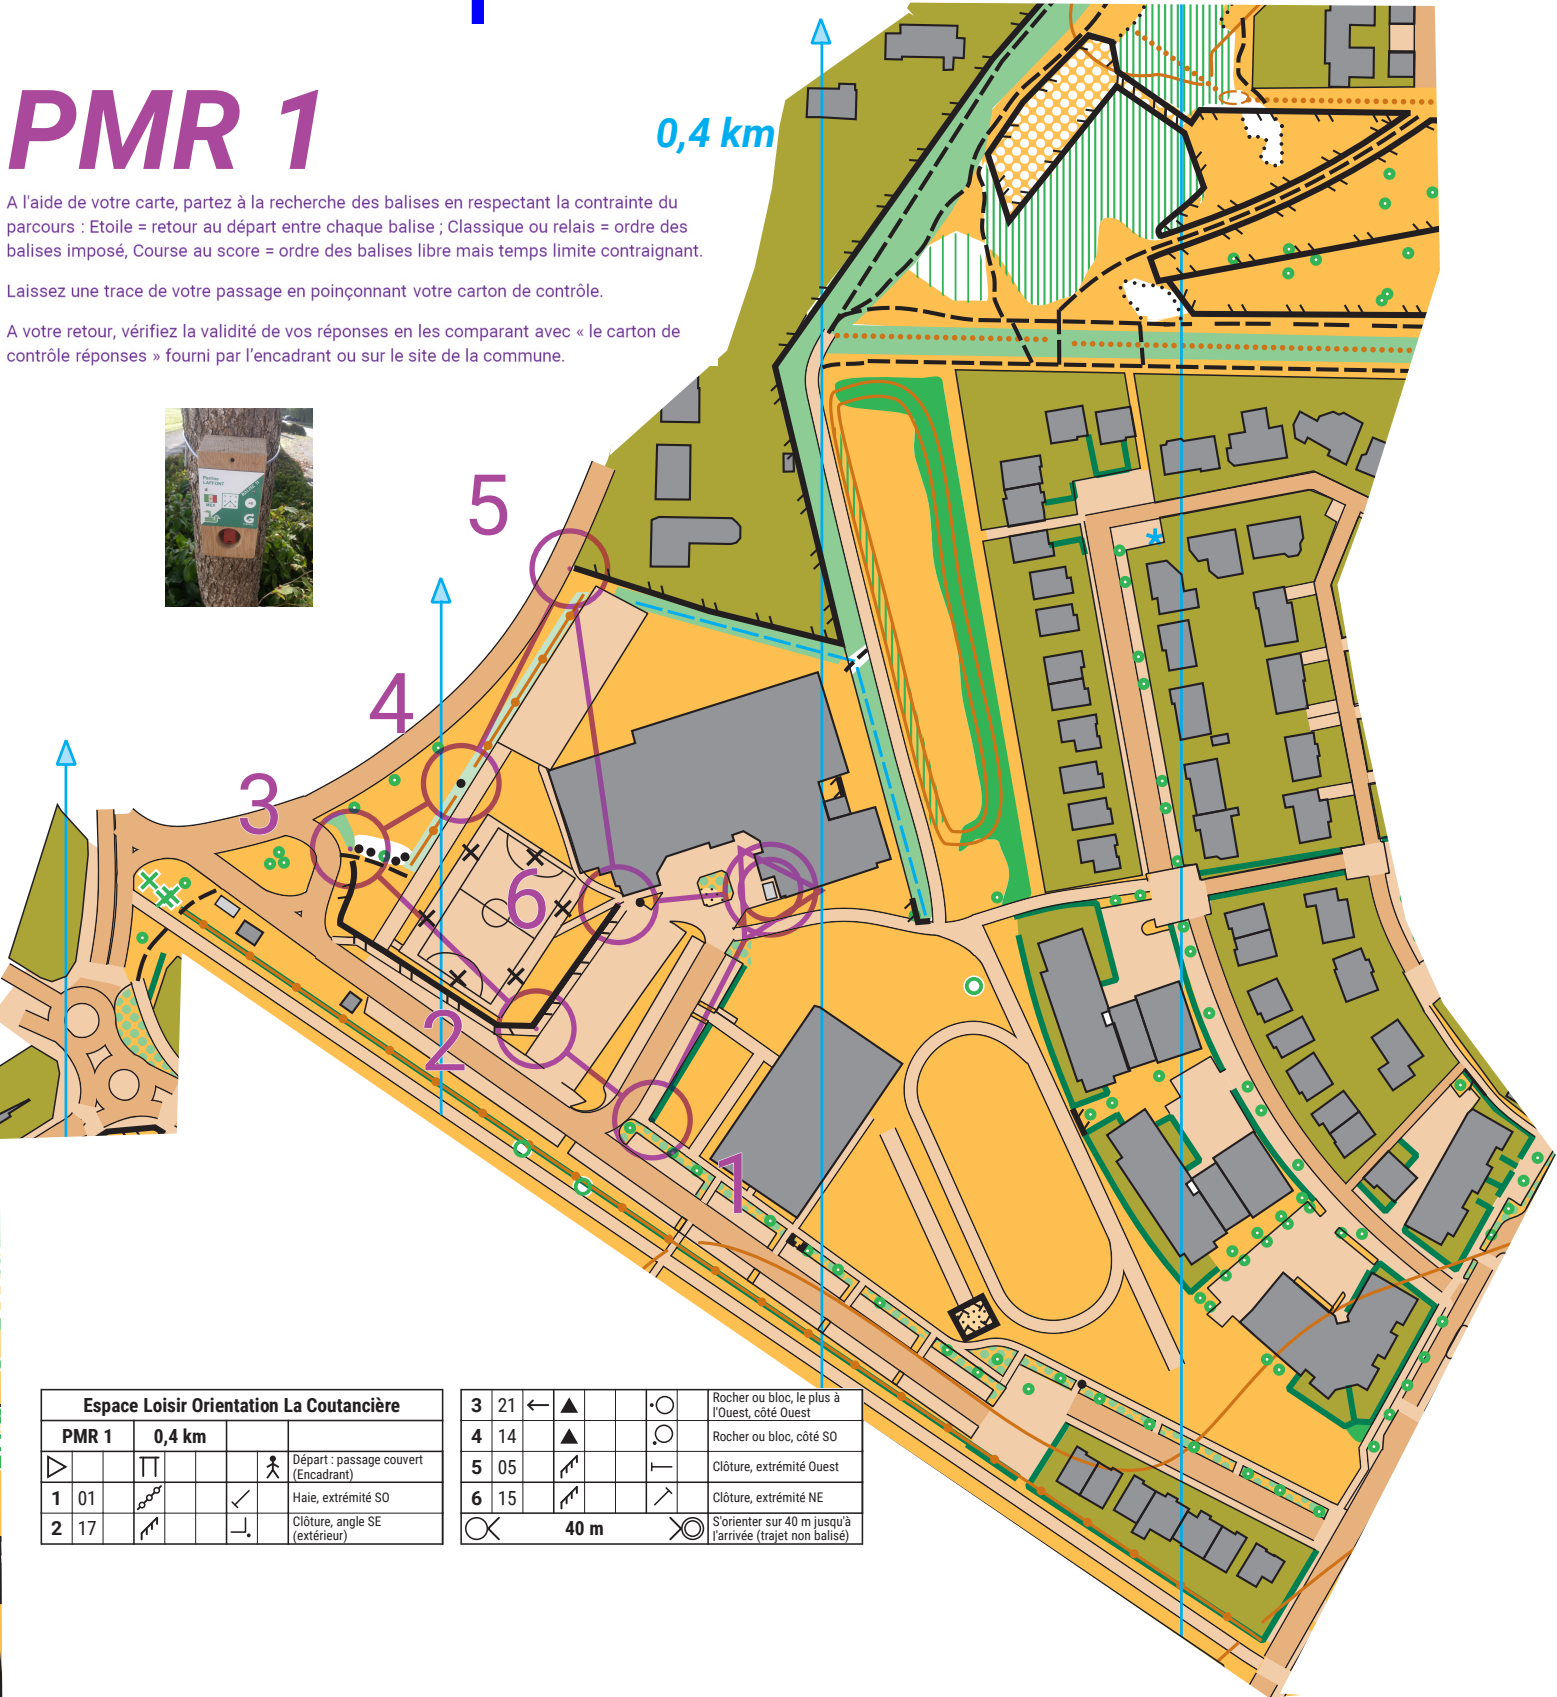 PMR 1
0,4 km
A l'aide de votre carte, partez à la recherche des balises en respectant la contrainte du
parcours : Etoile = retour au départ entre chaque balise ; Classique ou relais = ordre des
balises imposé, Course au score = ordre des balises libre mais temps limite contraignant.
Laissez une trace de votre passage en poinçonnant votre carton de contrôle.
A votre retour, vérifiez la validité de vos réponses en les comparant avec « le carton de
contrôle réponses » fourni par l'encadrant ou sur le site de la commune.
5
4
3
6
2
1
Espace Loisir Orientation La Coutancière
PMR 1 0,4 km
Départ : passage couvert
(Encadrant)
1 01 Haie, extrémité SO
2 17 Clôture, angle SE
(extérieur)
3 21 Rocher ou bloc, le plus à
l'Ouest, côté Ouest
4 14 Rocher ou bloc, côté SO
5 05 Clôture, extrémité Ouest
6 15 Clôture, extrémité NE
40 m S'orienter sur 40 m jusqu'à
l'arrivée (trajet non balisé)